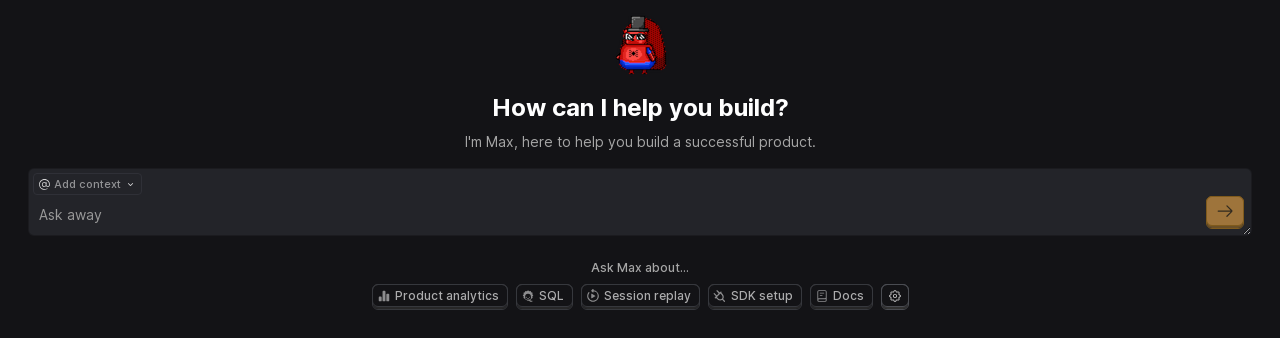 How can I help you build?
I'm Max, here to help you build a successful product.
@ Add context
Ask away
Ask Max about...
Product analytics
SQL
Session replay
SDK setup
Docs